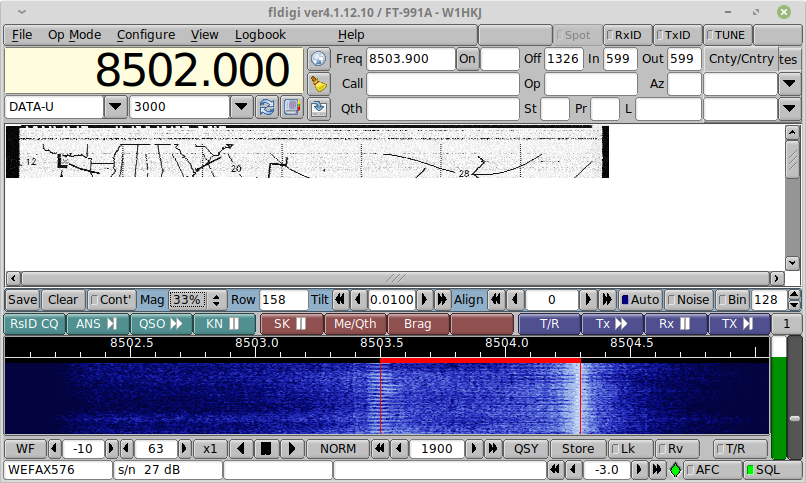 fldigi ver4.1.12.10 / FT-991A - W1HKJ
File Op Mode Configure View Logbook Help Spot RxID TxID TUNE
8502.000
Freq 8503.900 On Off 1326 In 599 Out 599 Cnty/Cntry tes
Call Op Az
DATA-U 3000 Qth St Pr L
12 20 28
Save Clear Cont' Mag 33% Row 158 Tilt 0.0100 Align 0 Auto Noise Bin 128
RsID CQ ANS QSO KN SK Me/Qth Brag T/R Tx Rx TX 1
8502.5 8503.0 8503.5 8504.0 8504.5
WF -10 63 x1 NORM 1900 QSY Store Lk Rv T/R
WEFAX576 s/n 27 dB -3.0 AFC SQL